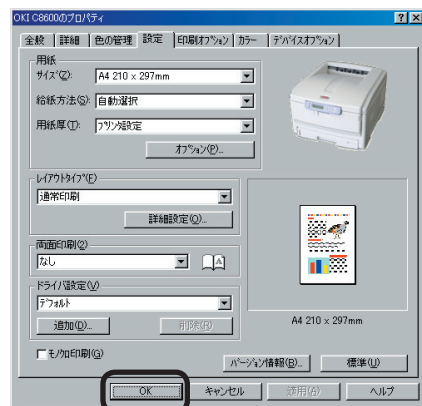 OKI C8600のプロパティ
全般 詳細 色の管理 設定 印刷オプション カラー デバイスオプション
用紙
サイズ(Z): A4 210 x 297mm
給紙方法(S): 自動選択
用紙厚(T): プリンタ設定
オプション(P)...
レイアウトタイプ(E)
通常印刷
詳細設定(O)...
両面印刷(2)
なし
A
ドライバ設定(V)
デフォルト
追加(D)...
削除(R)
A4 210 x 297mm
モノクロ印刷(G)
バージョン情報(B)...
標準(U)
OK キャンセル 適用(A) ヘルプ